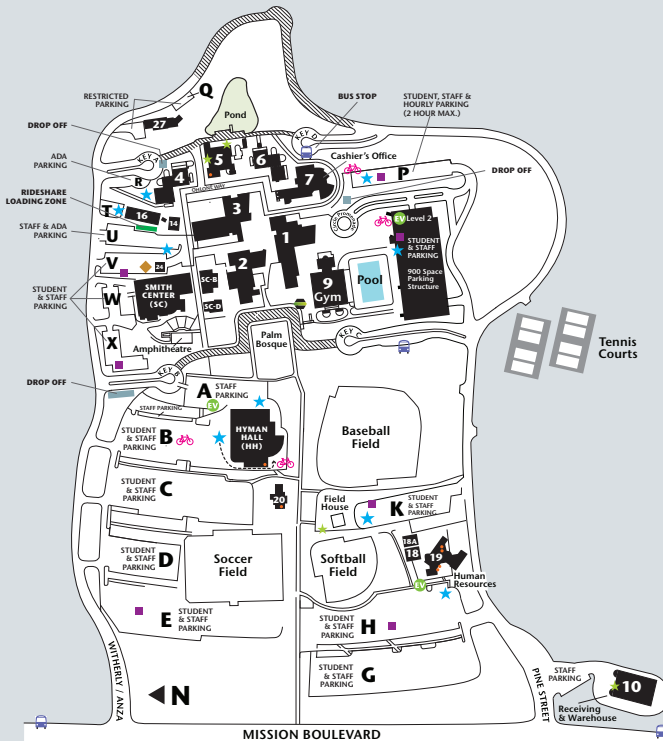 RESTRICTED
PARKING
Q
27
Pond
BUS STOP
STUDENT, STAFF &
HOURLY PARKING
(2 HOUR MAX.)
DROP OFF
KEY A
KEY D
5
6
Cashier's Office
ADA
PARKING
R
4
7
P
DROP OFF
OHLONE WAY
RIDESHARE
LOADING ZONE
T
16
14
3
EV
Level 2
STAFF & ADA
PARKING
U
1
STUDENT
& STAFF
PARKING
900 Space
Parking
Structure
V
24
2
SC-B
SMITH
CENTER
(SC)
9
Gym
Pool
STUDENT
& STAFF
PARKING
W
SC-D
X
Amphitheatre
Palm
Bosque
KEY C
Tennis
Courts
DROP OFF
KEY B
A
STAFF
PARKING
EV
STAFF PARKING
STUDENT
& STAFF
PARKING
B
HYMAN
HALL
(HH)
Baseball
Field
STUDENT
& STAFF
PARKING
C
20
Field
House
K
STUDENT
& STAFF
PARKING
18A
18
19
STUDENT
& STAFF
PARKING
D
Soccer
Field
Softball
Field
EV
Human
Resources
E
STUDENT
& STAFF
PARKING
STUDENT
& STAFF
PARKING
H
STUDENT
& STAFF
PARKING
G
WITHERLY / ANZA
N
PINE STREET
STAFF
PARKING
10
Receiving
& Warehouse
MISSION BOULEVARD